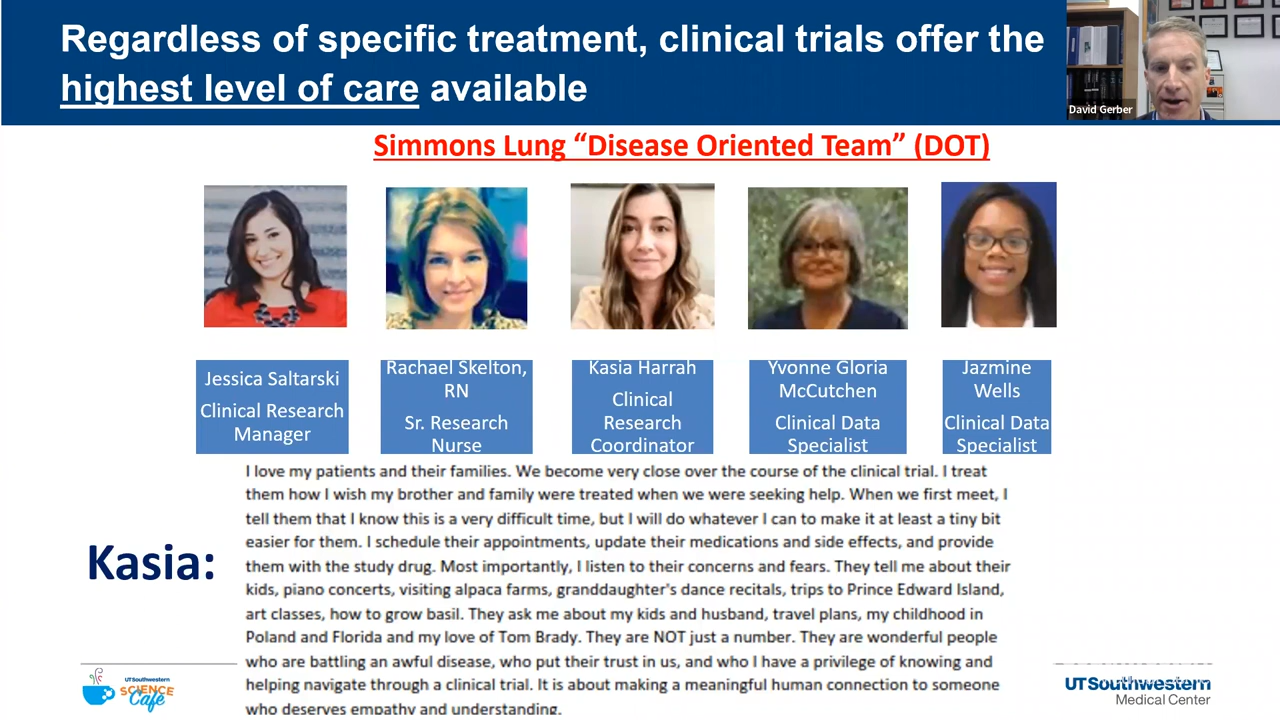 Regardless of specific treatment, clinical trials offer the
highest level of care available
David Gerber
Simmons Lung “Disease Oriented Team” (DOT)
Jessica Saltarski
Clinical Research
Manager
Rachael Skelton,
RN
Sr. Research
Nurse
Kasia Harrah
Clinical
Research
Coordinator
Yvonne Gloria
McCutchen
Clinical Data
Specialist
Jazmine
Wells
Clinical Data
Specialist
Kasia:
I love my patients and their families. We become very close over the course of the clinical trial. I treat
them how I wish my brother and family were treated when we were seeking help. When we first meet, I
tell them that I know this is a very difficult time, but I will do whatever I can to make it at least a tiny bit
easier for them. I schedule their appointments, update their medications and side effects, and provide
them with the study drug. Most importantly, I listen to their concerns and fears. They tell me about their
kids, piano concerts, visiting alpaca farms, granddaughter's dance recitals, trips to Prince Edward Island,
art classes, how to grow basil. They ask me about my kids and husband, travel plans, my childhood in
Poland and Florida and my love of Tom Brady. They are NOT just a number. They are wonderful people
who are battling an awful disease, who put their trust in us, and who I have a privilege of knowing and
helping navigate through a clinical trial. It is about making a meaningful human connection to someone
who deserves empathy and understanding.
UT Southwestern
SCIENCE
Café
UT Southwestern
Medical Center